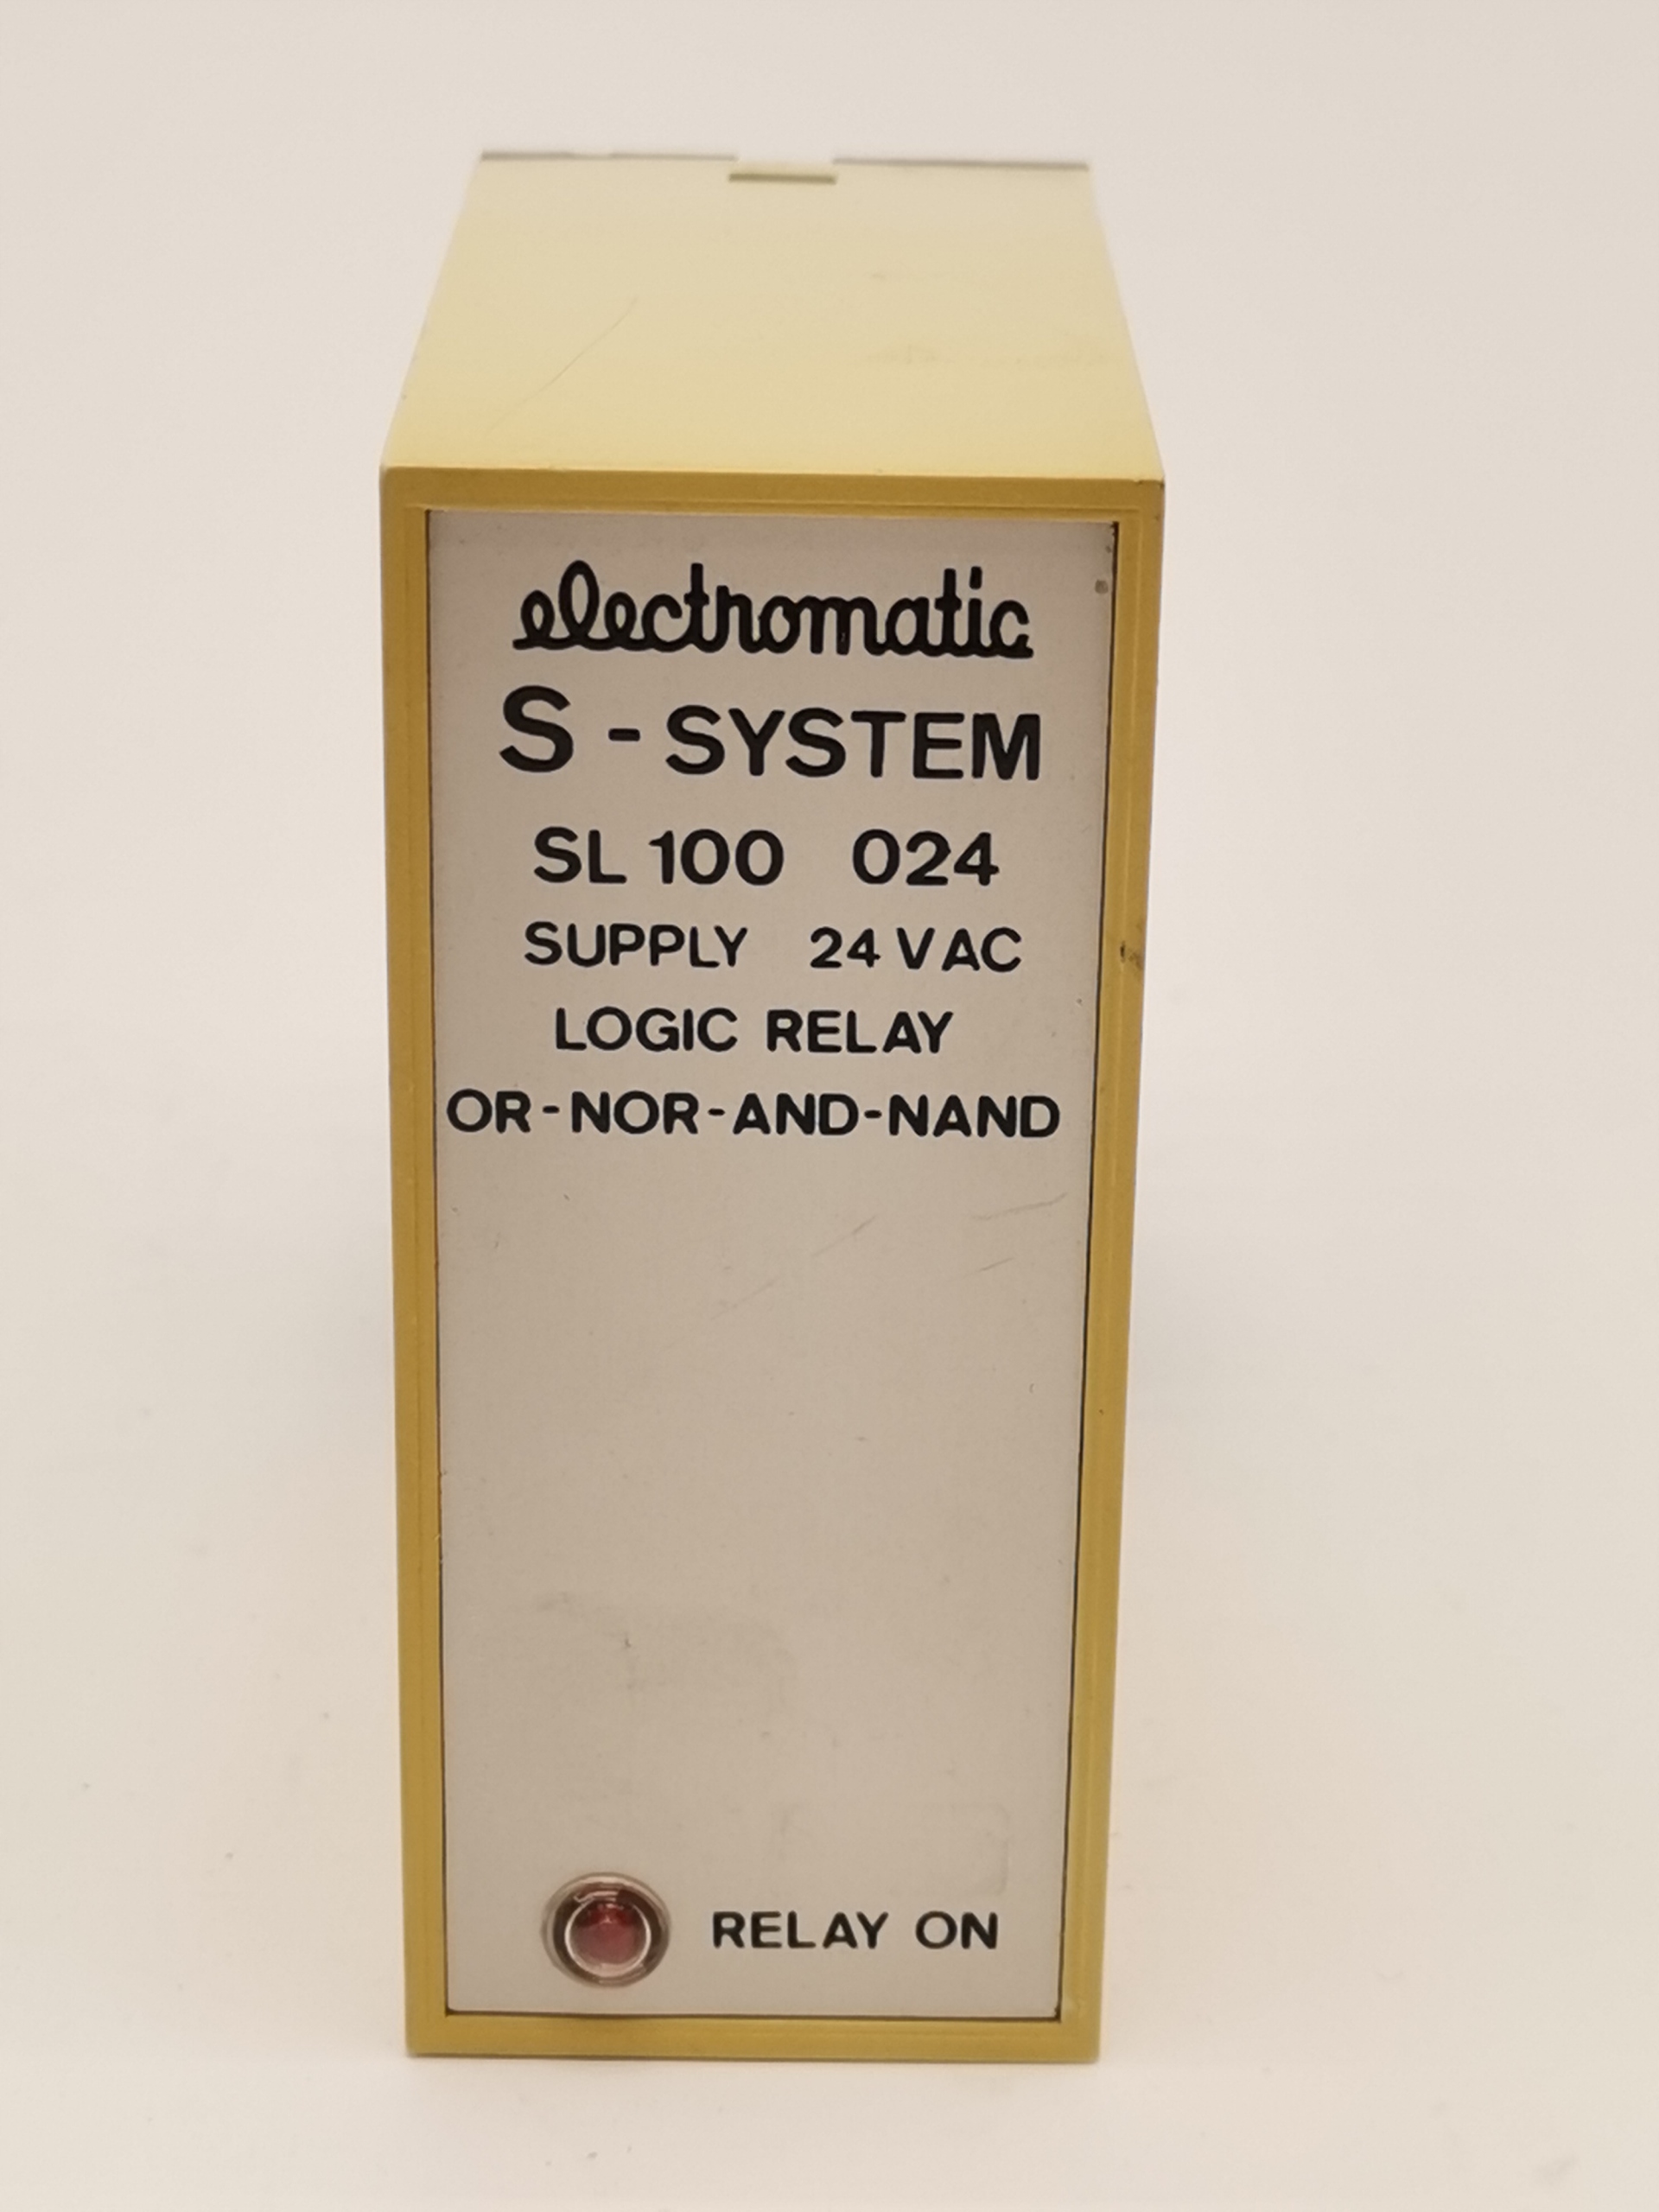 electromatic
S - SYSTEM
SL 100 024
SUPPLY 24 VAC
LOGIC RELAY
OR-NOR-AND-NAND
RELAY ON